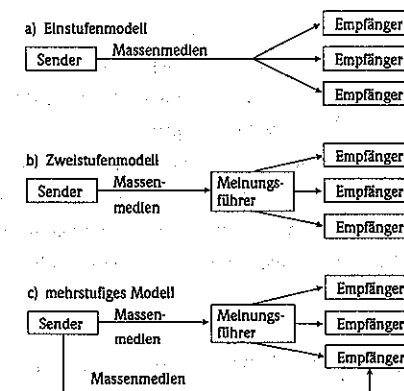 a) Einstufenmodell
Sender
Massenmedien
Empfänger
Empfänger
Empfänger
b) Zweistufenmodell
Sender
Massen-
medien
Meinungs-
führer
Empfänger
Empfänger
Empfänger
c) mehrstufiges Modell
Sender
Massen-
medien
Meinungs-
führer
Empfänger
Empfänger
Empfänger
Massenmedien